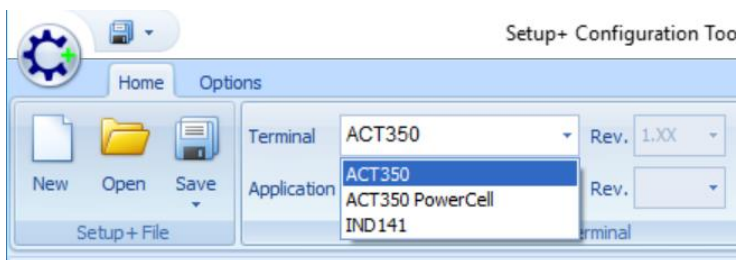 Setup+ Configuration Too
Home Options
Terminal ACT350 Rev. 1.XX
New Open Save Application ACT350 Rev.
ACT350 PowerCell
IND141
Setup+ File erminal